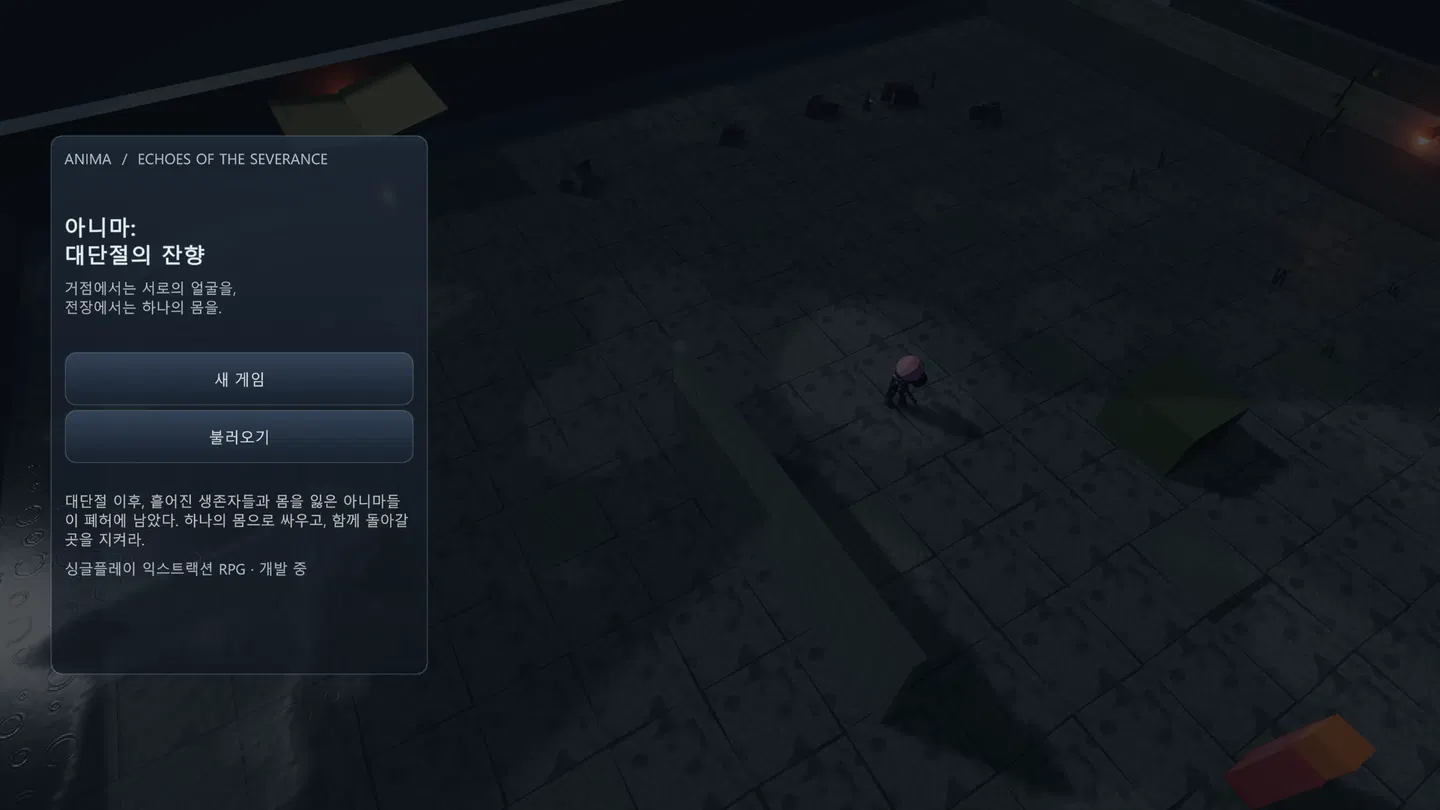 ANIMA / ECHOES OF THE SEVERANCE
아니마:
대단절의 잔향
거점에서는 서로의 얼굴을,
전장에서는 하나의 몸을.
새 게임
불러오기
대단절 이후, 흩어진 생존자들과 몸을 잃은 아니마들
이 폐허에 남았다. 하나의 몸으로 싸우고, 함께 돌아갈
곳을 지켜라.
싱글플레이 익스트랙션 RPG · 개발 중